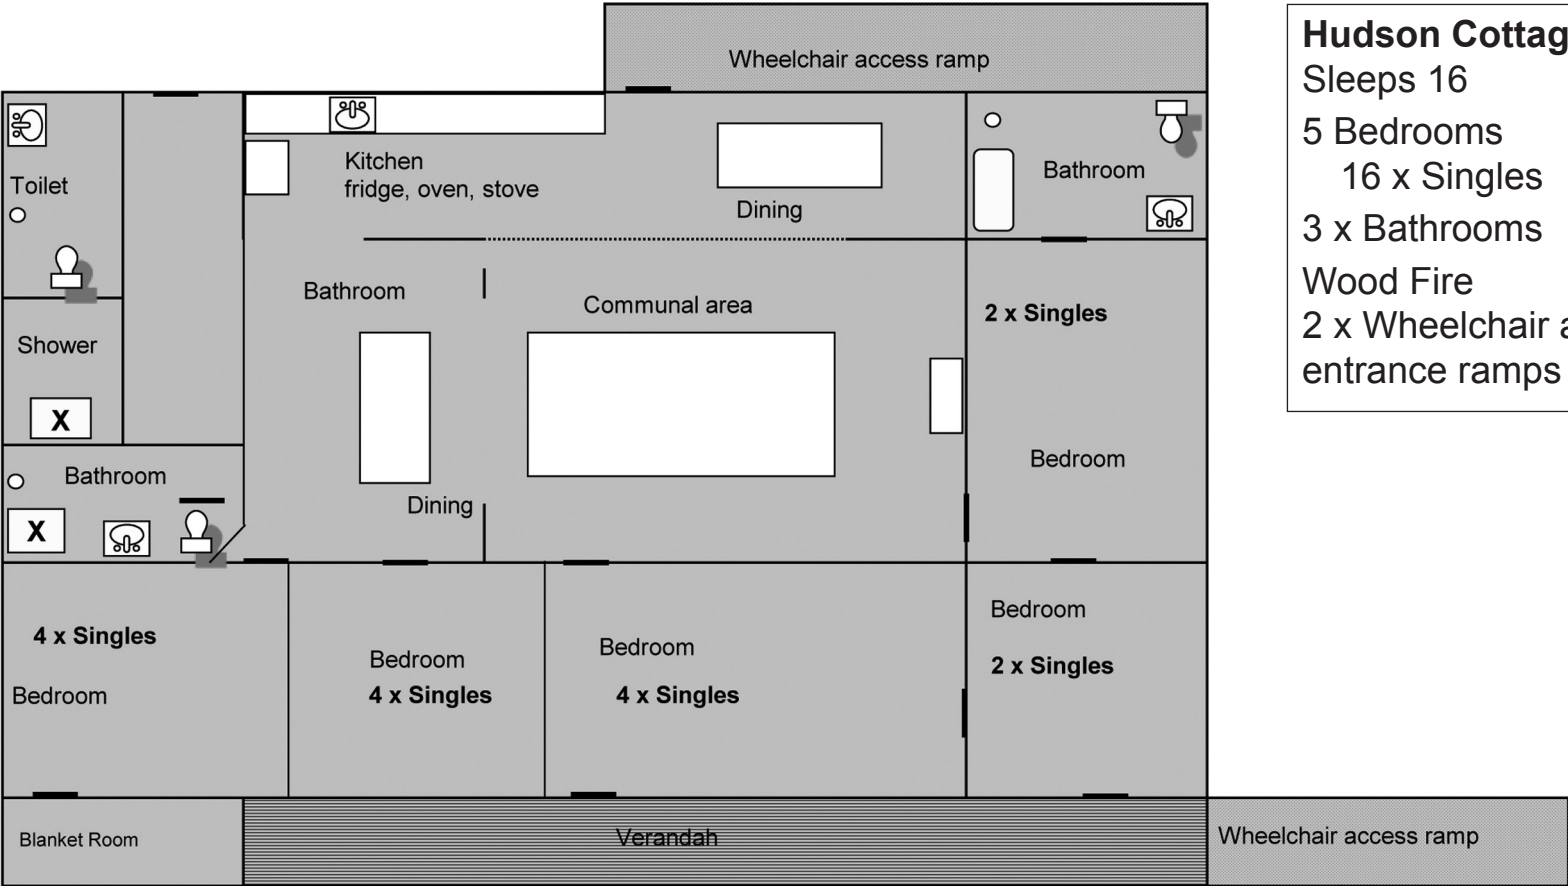 Wheelchair access ramp
Hudson Cottag
Sleeps 16
5 Bedrooms
16 x Singles
3 x Bathrooms
Wood Fire
2 x Wheelchair a
entrance ramps
Toilet
Kitchen
fridge, oven, stove
Dining
Bathroom
Shower
X
Bathroom
Communal area
2 x Singles
Bedroom
Dining
Bathroom
X
4 x Singles
Bedroom
Bedroom
4 x Singles
Bedroom
4 x Singles
Bedroom
2 x Singles
Blanket Room
Verandah
Wheelchair access ramp